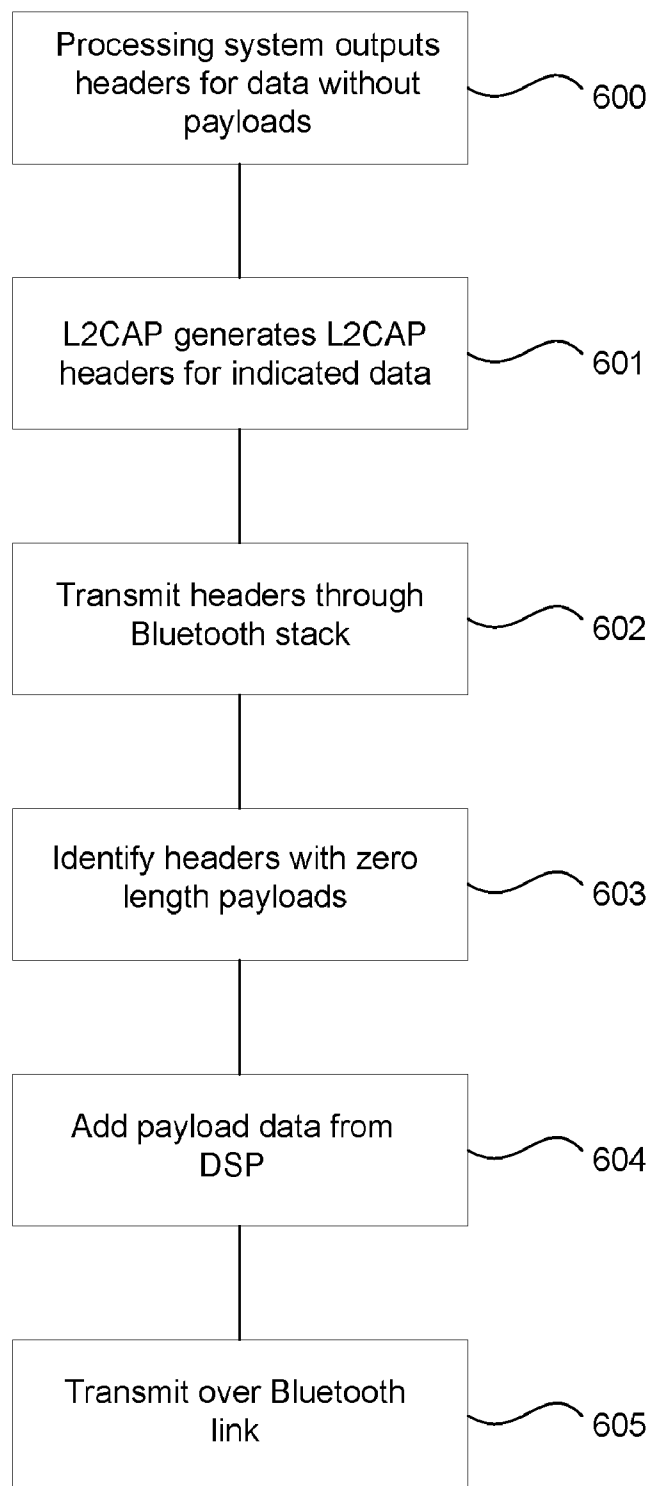 Processing system outputs
headers for data without
payloads
600
L2CAP generates L2CAP
headers for indicated data
601
Transmit headers through
Bluetooth stack
602
Identify headers with zero
length payloads
603
Add payload data from
DSP
604
Transmit over Bluetooth
link
605